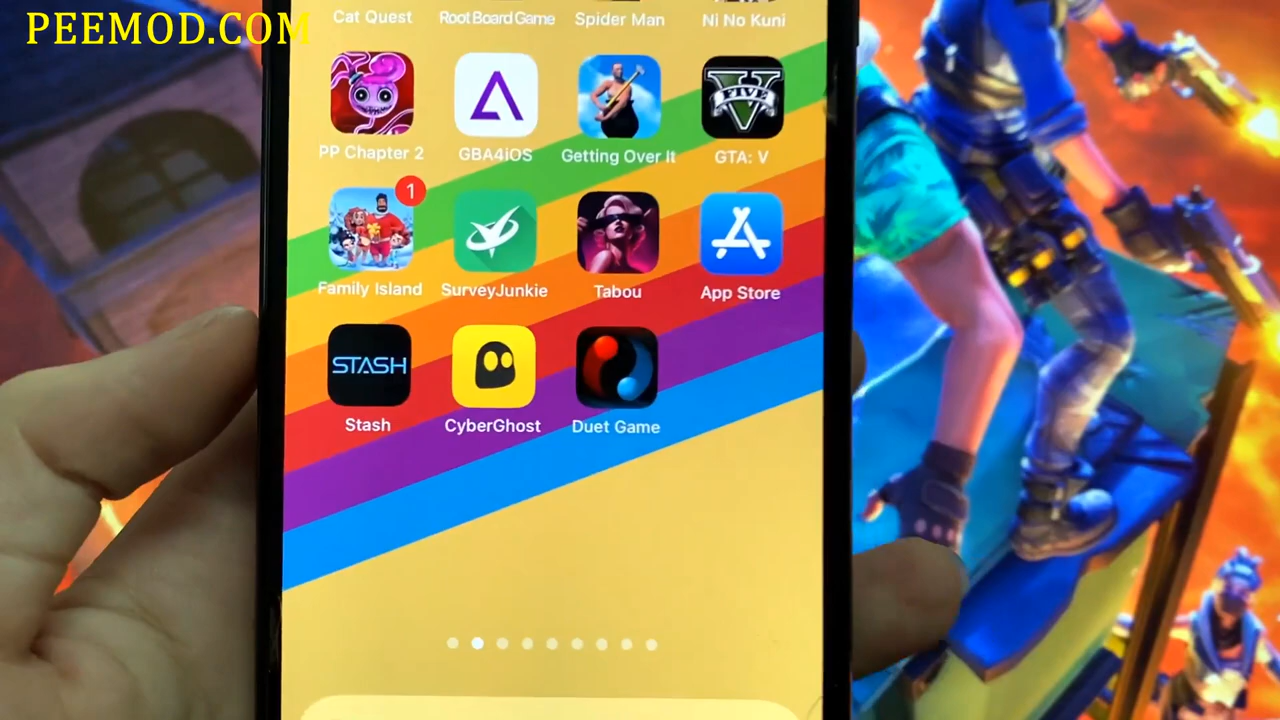 PEEMOD.COM
Cat Quest Root Board Game Spider Man Ni No Kuni
FIVE
PP Chapter 2 GBA4iOS Getting Over It GTA: V
1
Family Island SurveyJunkie Tabou App Store
STASH
Stash CyberGhost Duet Game